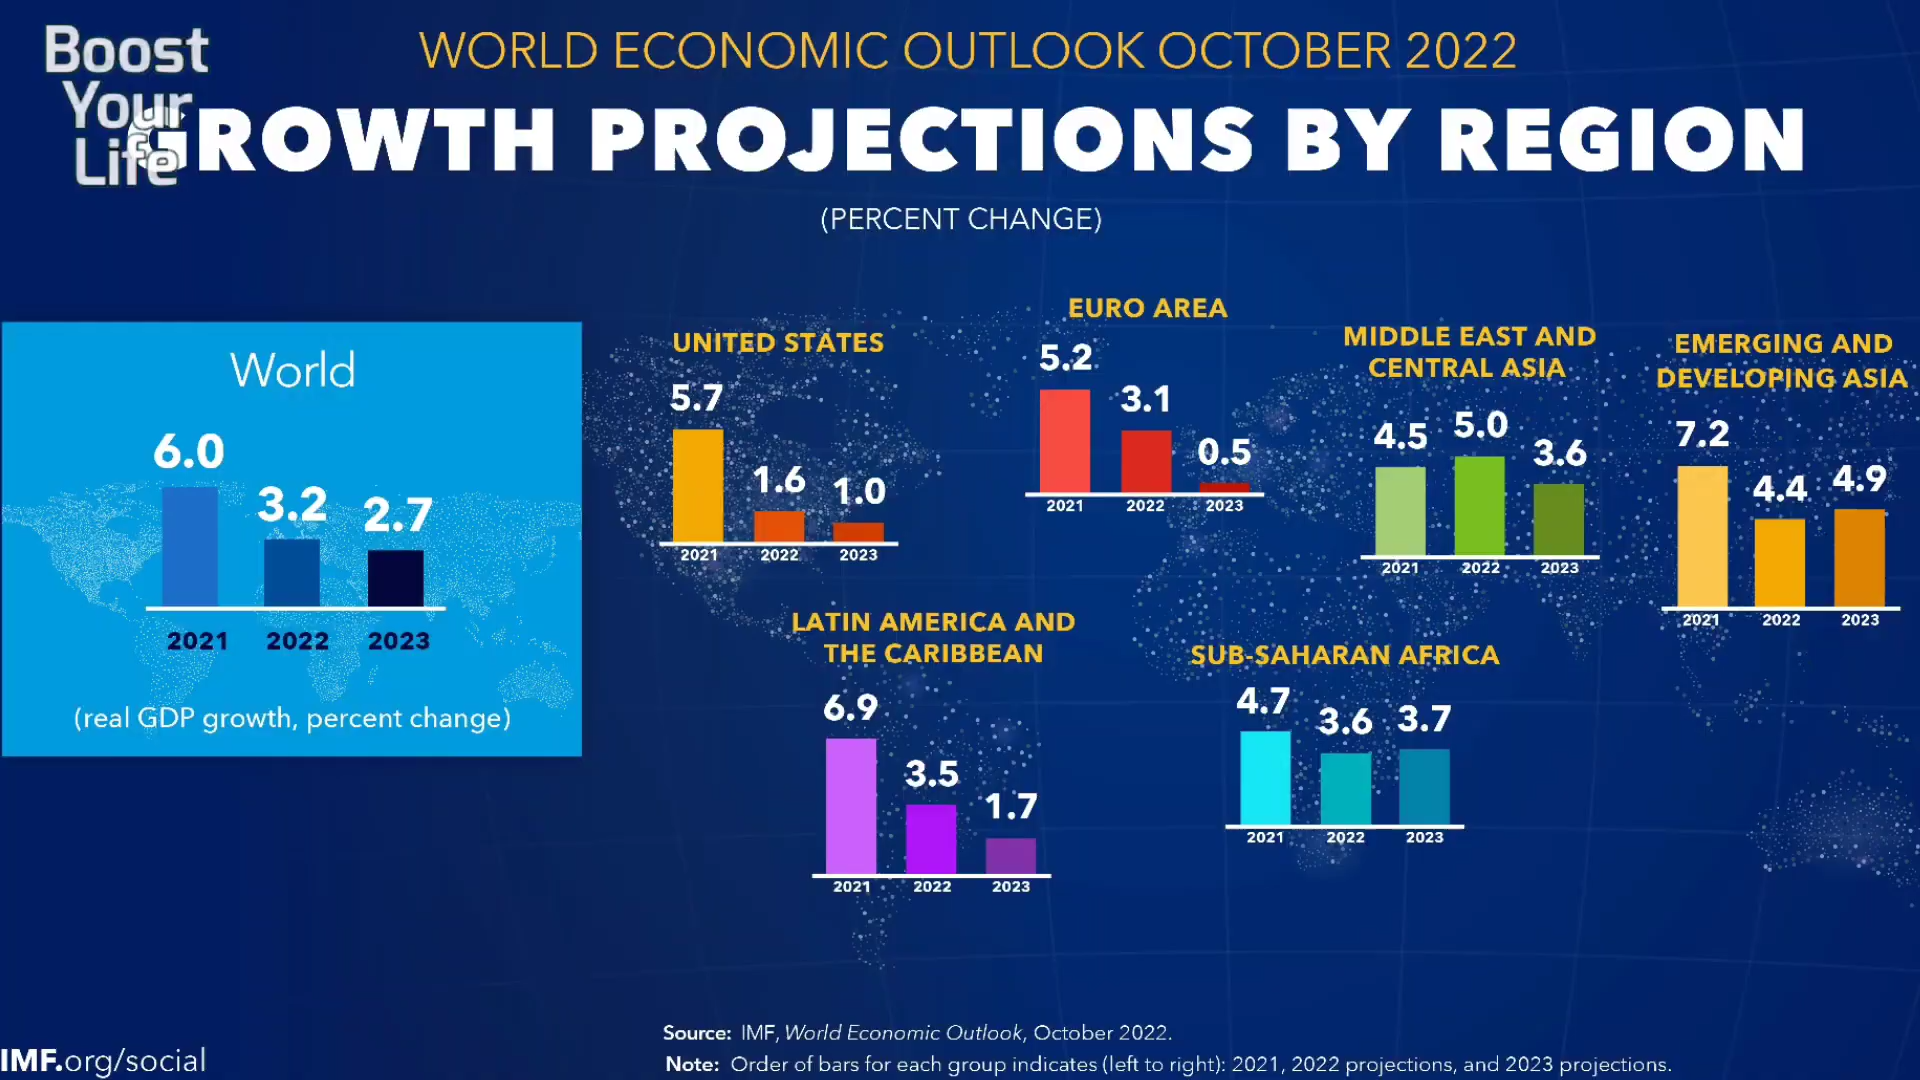 Boost
Your
Life
WORLD ECONOMIC OUTLOOK OCTOBER 2022
GROWTH PROJECTIONS BY REGION
(PERCENT CHANGE)
World
6.0 3.2 2.7
2021 2022 2023
(real GDP growth, percent change)
UNITED STATES
5.7 1.6 1.0
2021 2022 2023
EURO AREA
5.2 3.1 0.5
2021 2022 2023
MIDDLE EAST AND
CENTRAL ASIA
4.5 5.0 3.6
2021 2022 2023
EMERGING AND
DEVELOPING ASIA
7.2 4.4 4.9
2021 2022 2023
LATIN AMERICA AND
THE CARIBBEAN
6.9 3.5 1.7
2021 2022 2023
SUB-SAHARAN AFRICA
4.7 3.6 3.7
2021 2022 2023
Source: IMF, World Economic Outlook, October 2022.
Note: Order of bars for each group indicates (left to right): 2021, 2022 projections, and 2023 projections.
IMF.org/social